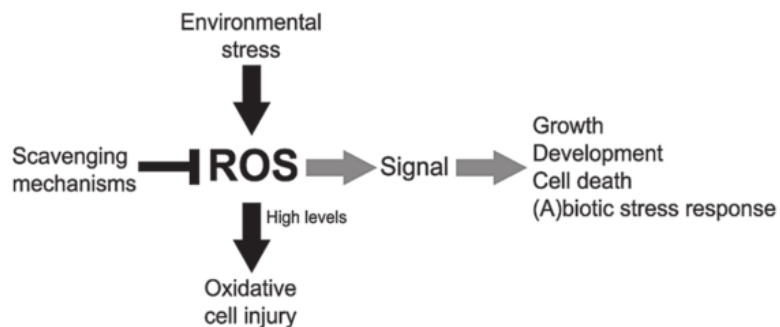 Environmental
stress
Scavenging
mechanisms
ROS
Signal
Growth
Development
Cell death
(A)biotic stress response
High levels
Oxidative
cell injury